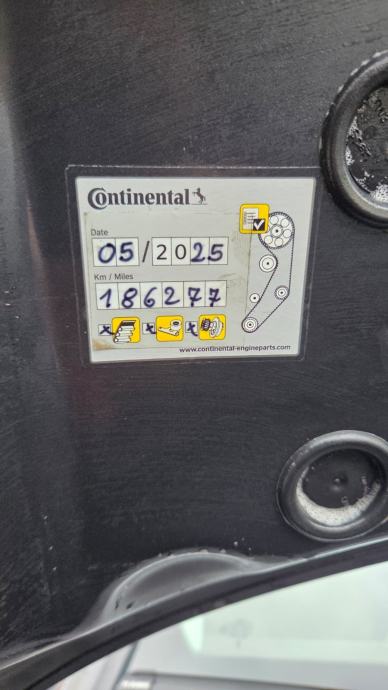 Continental
Date
05/2025
Km / Miles
186277
x x x
www.continental-engineparts.com